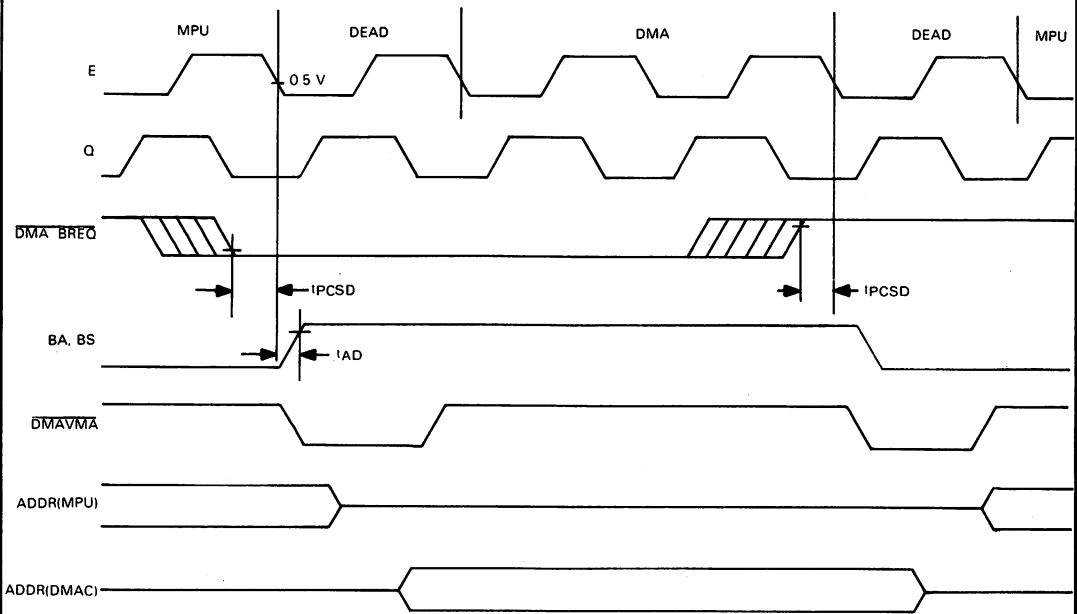 MPU DEAD DMA DEAD MPU
E
0 5 V
Q
DMA BREQ
tPCSD tPCSD
BA, BS
tAD
DMAVMA
ADDR(MPU)
ADDR(DMAC)